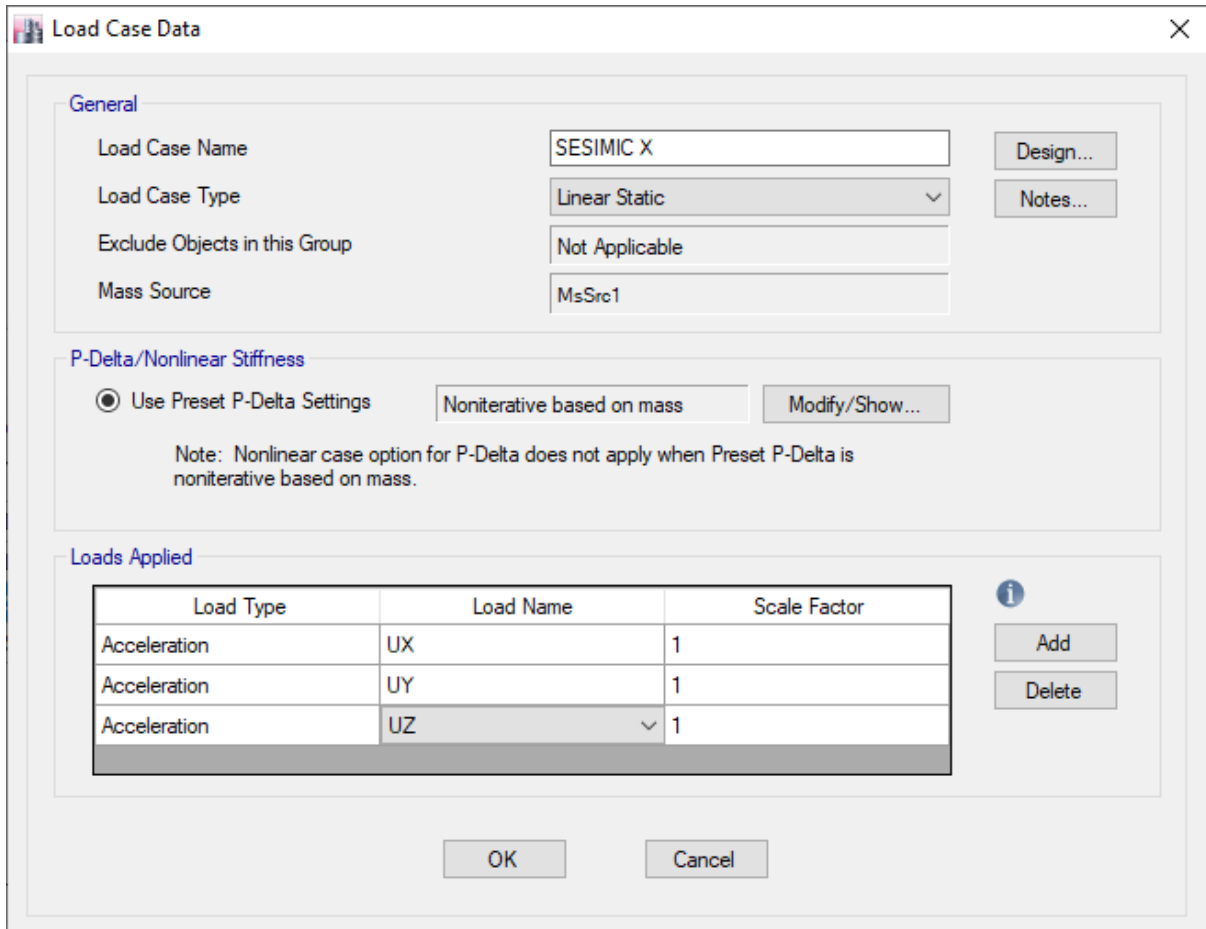 Load Case Data
General
Load Case Name SESIMIC X Design...
Load Case Type Linear Static Notes...
Exclude Objects in this Group Not Applicable
Mass Source MsSrc1
P-Delta/Nonlinear Stiffness
Use Preset P-Delta Settings Noniterative based on mass Modify/Show...
Note: Nonlinear case option for P-Delta does not apply when Preset P-Delta is
noniterative based on mass.
Loads Applied
Load Type Load Name Scale Factor
Acceleration UX 1 Add
Acceleration UY 1 Delete
Acceleration UZ 1
OK Cancel